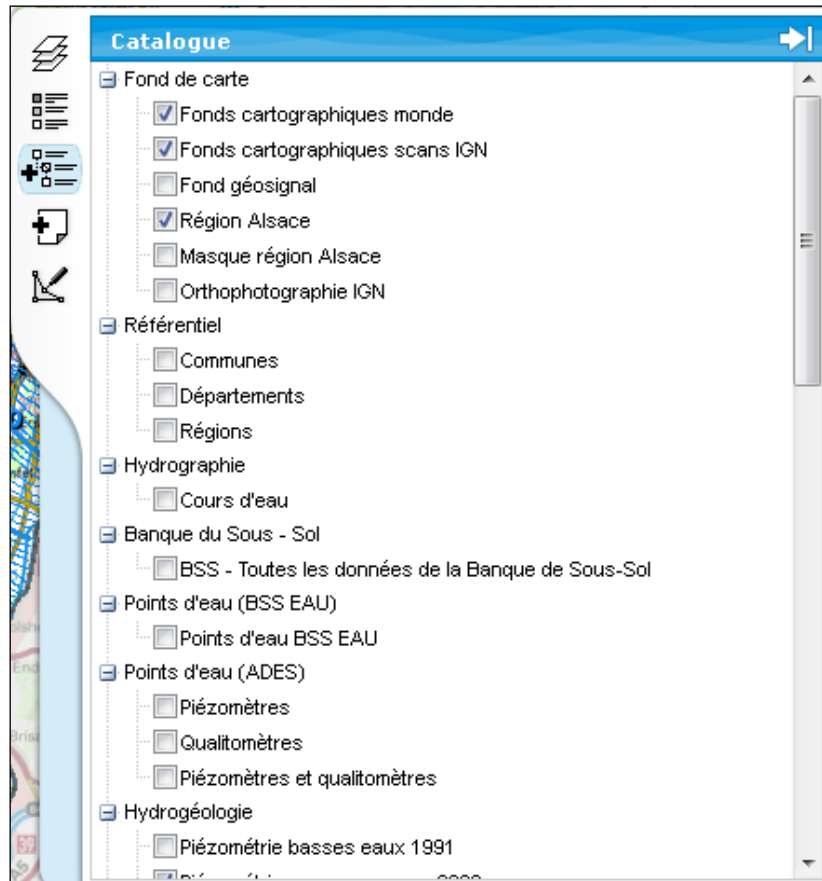 Catalogue
Fond de carte
Fonds cartographiques monde
Fonds cartographiques scans IGN
Fond géosignal
Région Alsace
Masque région Alsace
Orthophotographie IGN
Référentiel
Communes
Départements
Régions
Hydrographie
Cours d'eau
Banque du Sous - Sol
BSS - Toutes les données de la Banque de Sous-Sol
Points d'eau (BSS EAU)
Points d'eau BSS EAU
Points d'eau (ADES)
Piézomètres
Qualitomètres
Piézomètres et qualitomètres
Hydrogéologie
Piézométrie basses eaux 1991